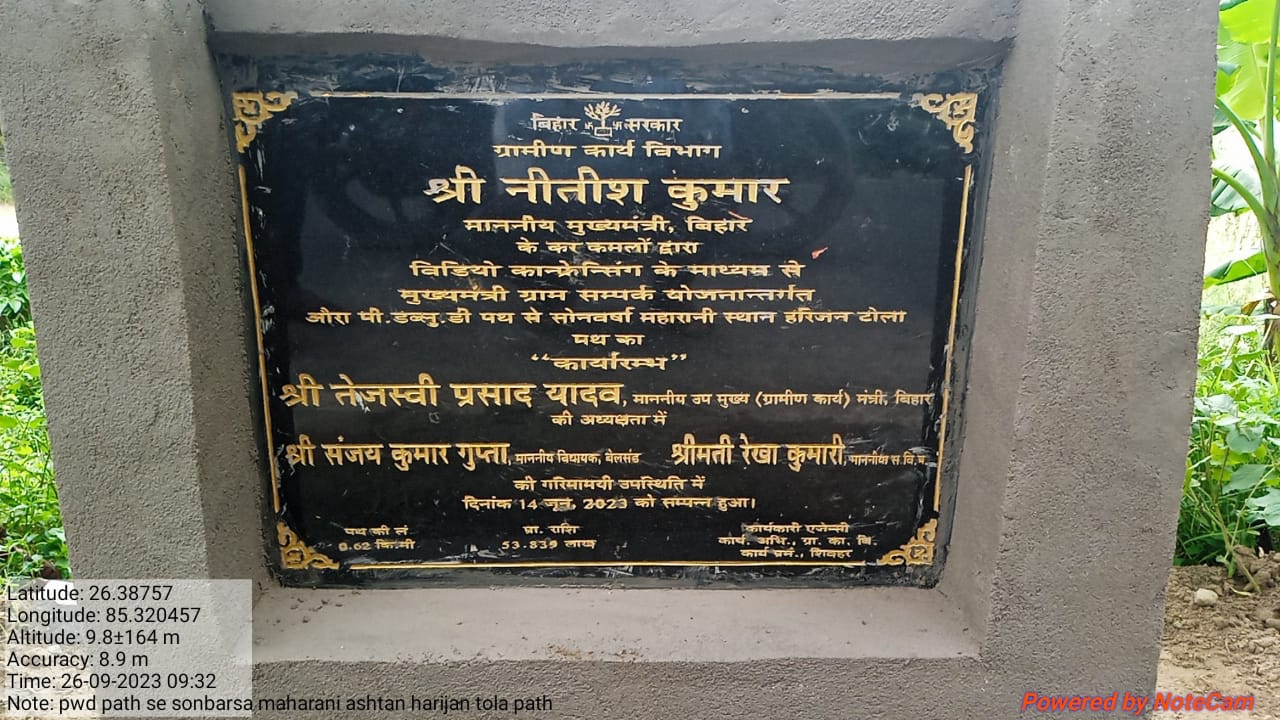 बिहार सरकार
ग्रामीण कार्य विभाग
श्री नीतीश कुमार
माननीय मुख्यमंत्री, बिहार
के कर कमलों द्वारा
विडियो कान्फ्रेन्सिंग के माध्यम से
मुख्यमंत्री ग्राम सम्पर्क योजनान्तर्गत
औरा पी.डब्लु.डी पथ से सोनवर्षा महारानी स्थान हरिजन टोला
पथ का
“कार्यारम्भ”
श्री तेजस्वी प्रसाद यादव, माननीय उप मुख्य (ग्रामीण कार्य) मंत्री, बिहार
की अध्यक्षता में
श्री संजय कुमार गुप्ता, माननीय विधायक, बेलसंड श्रीमती रेखा कुमारी, माननीया स.वि.प.
की गरिमामयी उपस्थिति में
दिनांक 14 जून, 2023 को सम्पन्न हुआ।
पथ की लं प्रा. राशि कार्यकारी एजेन्सी
0.62 कि.मी 53.839 लाख कार्य. अभि., ग्रा. का. वि.
कार्य प्रमं., शिवहर
Latitude: 26.38757
Longitude: 85.320457
Altitude: 9.8±164 m
Accuracy: 8.9 m
Time: 26-09-2023 09:32
Note: pwd path se sonbarsa maharani ashtan harijan tola path
Powered by NoteCam